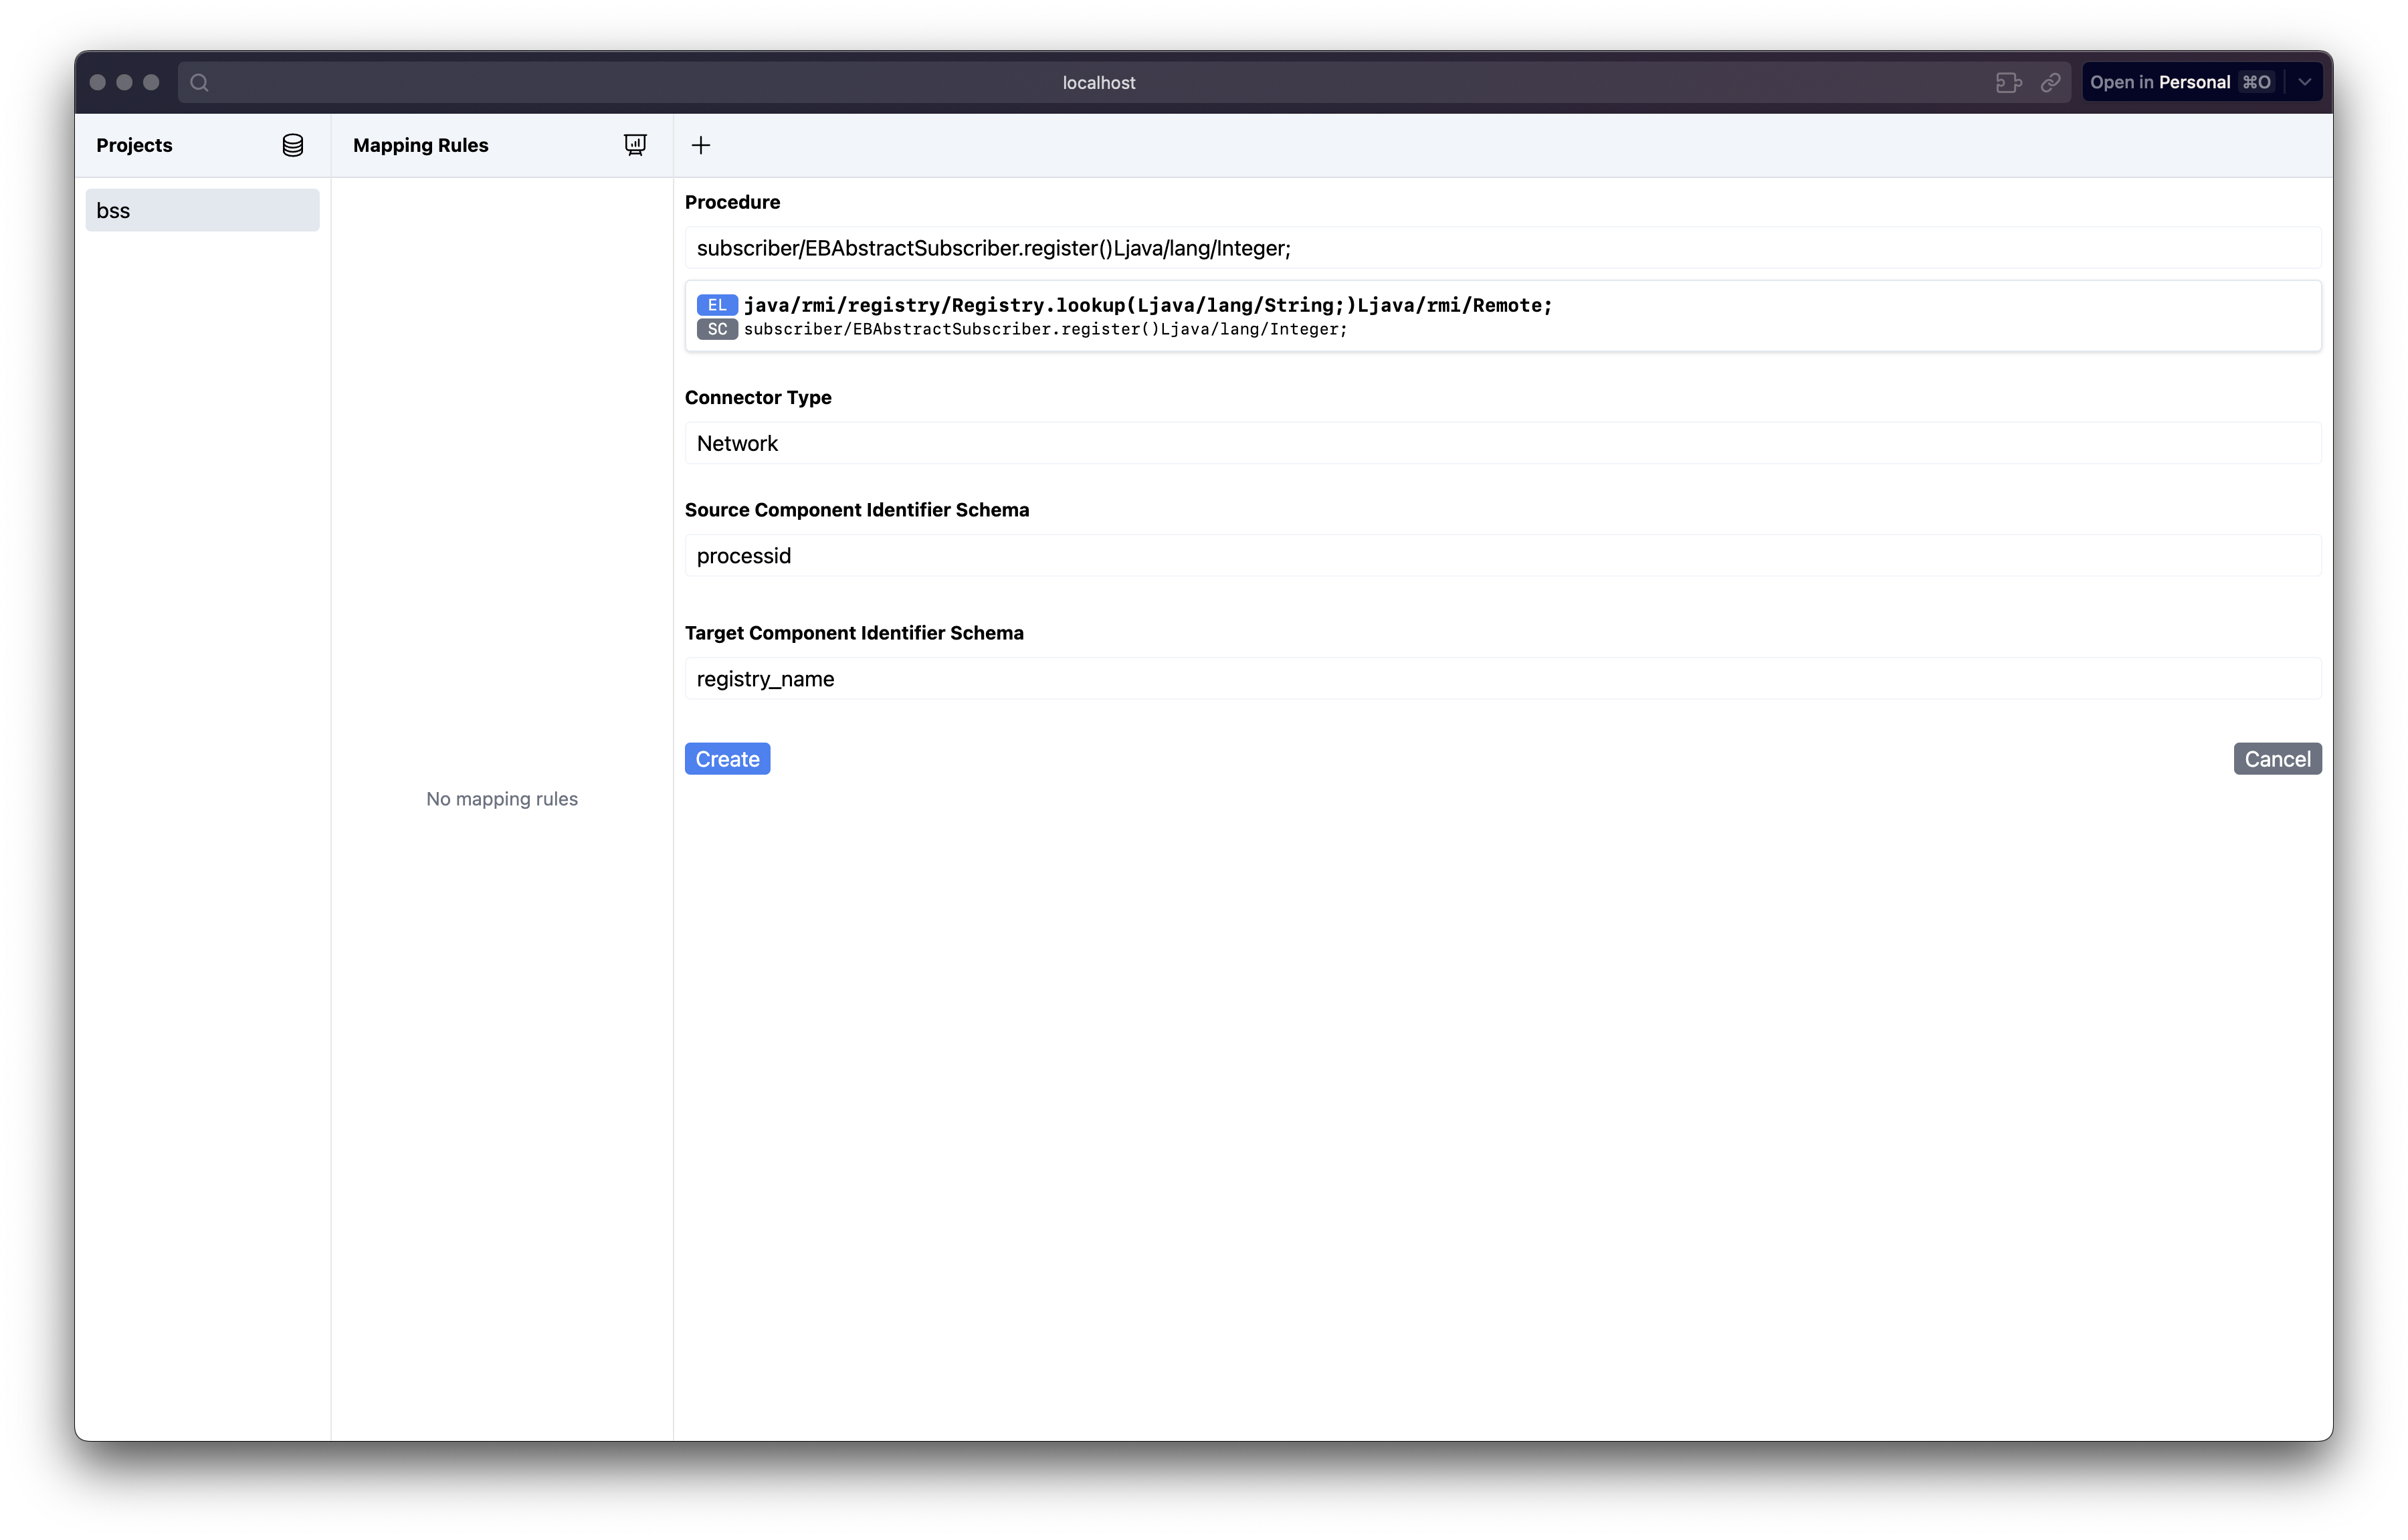 localhost
Open in Personal ⌘O
Projects
Mapping Rules
bss
No mapping rules
Procedure
subscriber/EBAbstractSubscriber.register()Ljava/lang/Integer;
EL java/rmi/registry/Registry.lookup(Ljava/lang/String;)Ljava/rmi/Remote;
SC subscriber/EBAbstractSubscriber.register()Ljava/lang/Integer;
Connector Type
Network
Source Component Identifier Schema
processid
Target Component Identifier Schema
registry_name
Create
Cancel